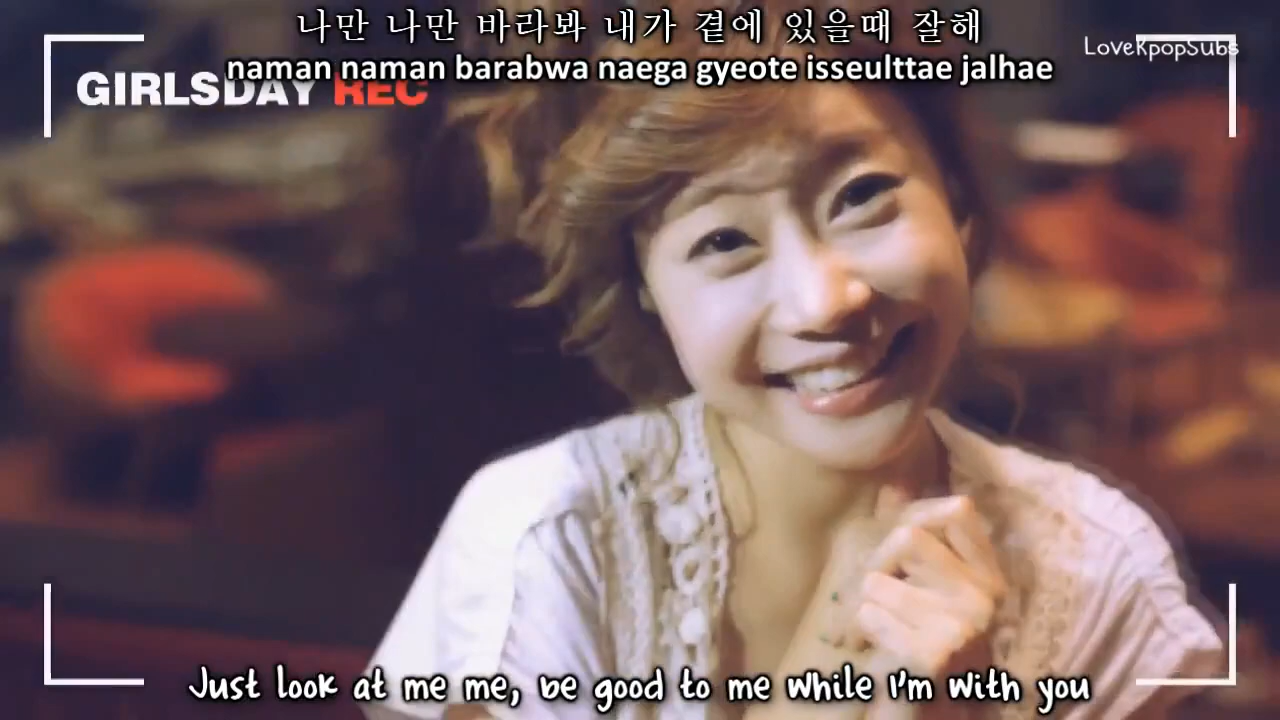 나만 나만 바라봐 내가 곁에 있을때 잘해
LoveKpopSubs
naman naman barabwa naega gyeote isseulttae jalhae
GIRLSDAY REC
Just look at me me, be good to me while I'm with you